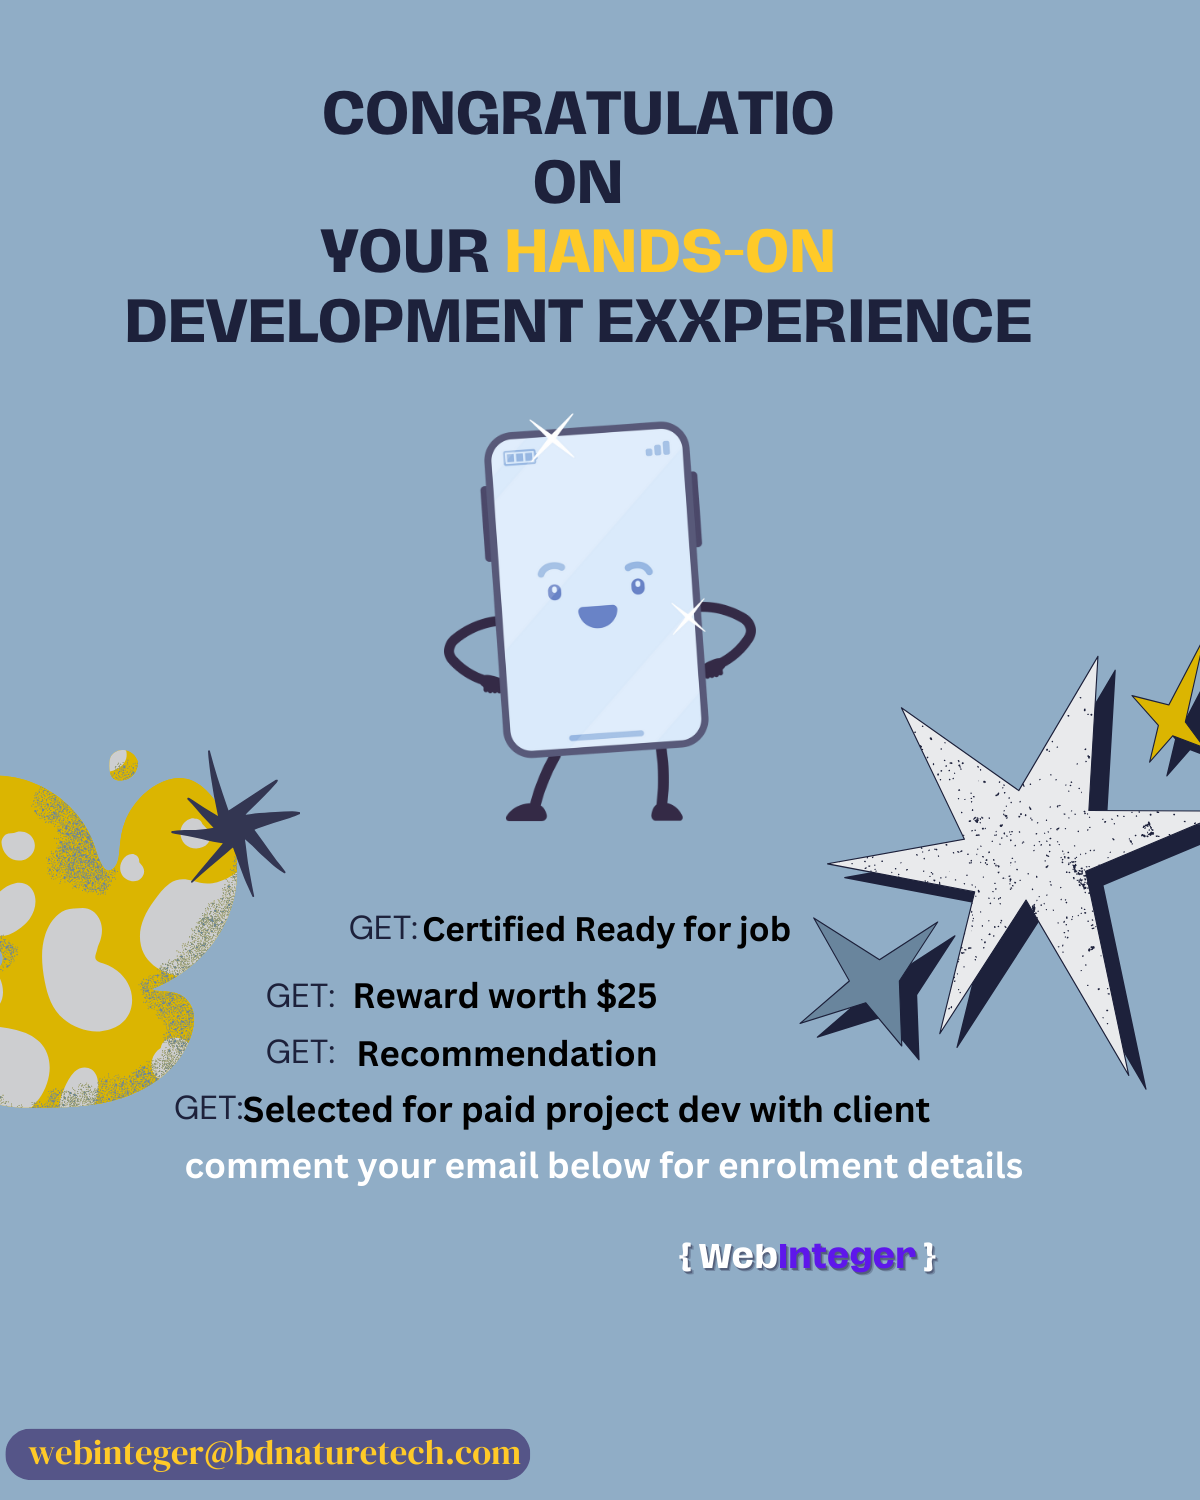 CONGRATULATIO
ON
YOUR HANDS-ON
DEVELOPMENT EXXPERIENCE
GET: Certified Ready for job
GET: Reward worth $25
GET: Recommendation
GET:Selected for paid project dev with client
comment your email below for enrolment details
{ WebInteger }
webinteger@bdnaturetech.com